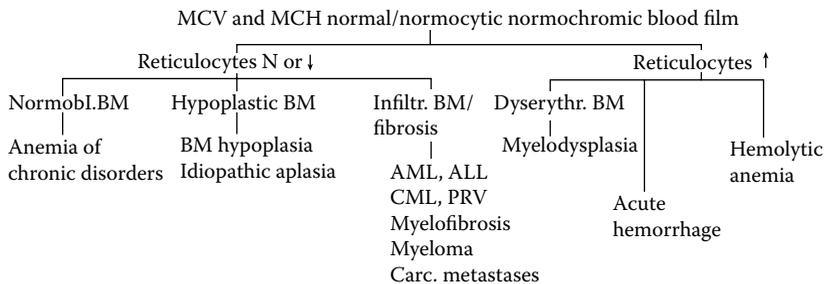 MCV and MCH normal/normocytic normochromic blood film
Reticulocytes N or ↓
Reticulocytes ↑
Normobl.BM
Hypoplastic BM
Infiltr. BM/
fibrosis
Dyserythr. BM
Anemia of
chronic disorders
BM hypoplasia
Idiopathic aplasia
AML, ALL
CML, PRV
Myelofibrosis
Myeloma
Carc. metastases
Myelodysplasia
Acute
hemorrhage
Hemolytic
anemia